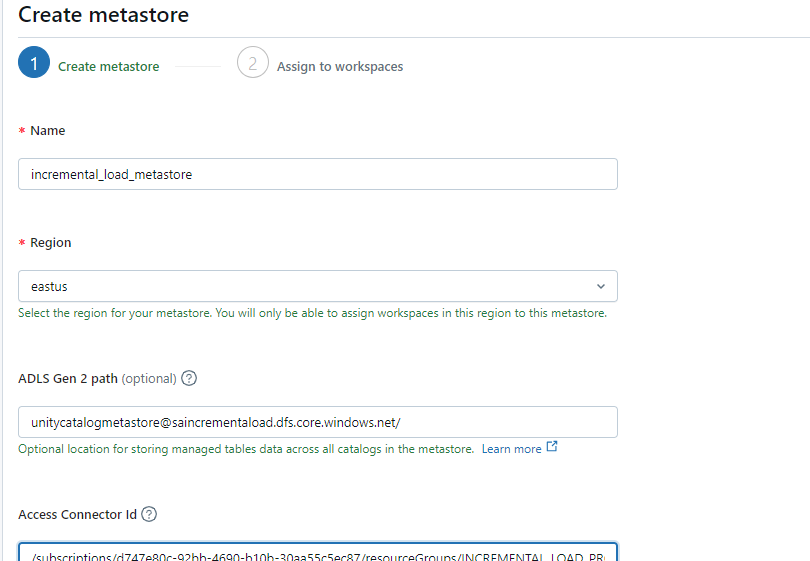 Create metastore
1 Create metastore 2 Assign to workspaces
* Name
incremental_load_metastore
* Region
eastus
Select the region for your metastore. You will only be able to assign workspaces in this region to this metastore.
ADLS Gen 2 path (optional) ?
unitycatalogmetastore@saincrementaload.dfs.core.windows.net/
Optional location for storing managed tables data across all catalogs in the metastore. Learn more
Access Connector Id ?
/subscriptions/d747e80c-92bb-4690-b10b-30aa55c5ec87/resourceGroups/INCREMENTAL_LOAD_PR